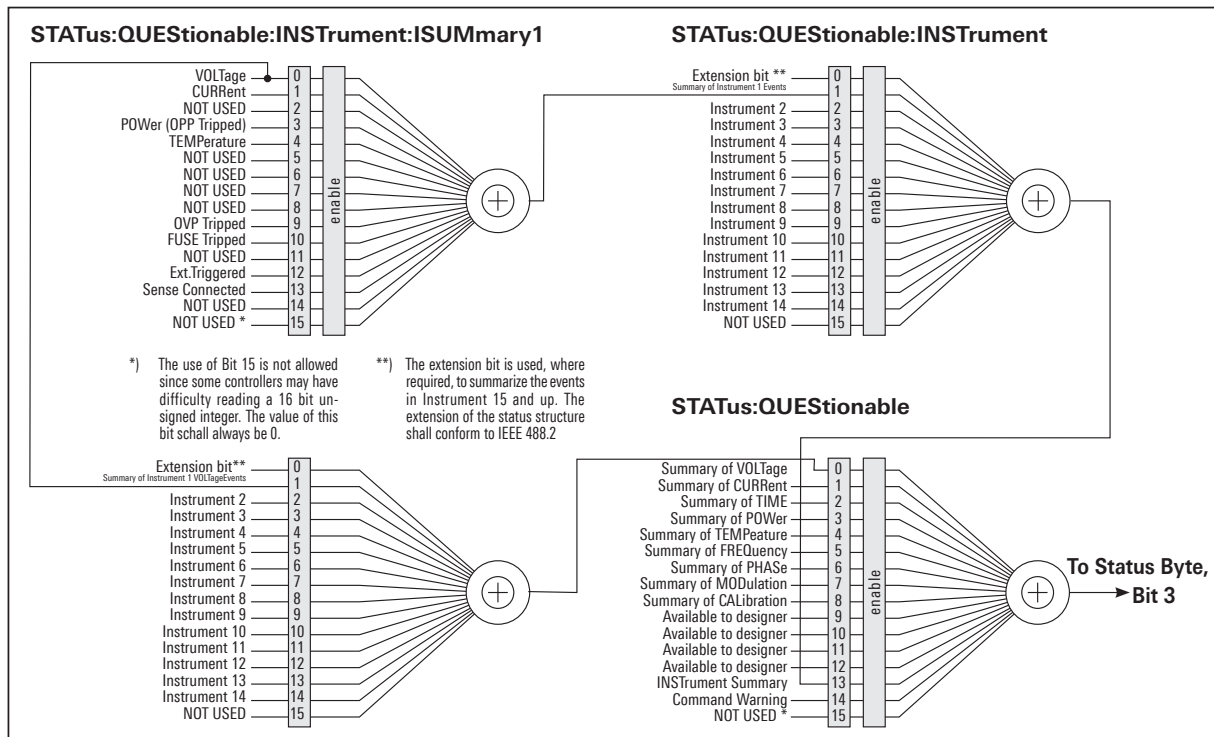 STATus:QUEStionable:INSTrument:ISUMmary1
VOLTage 0
CURRent 1
NOT USED 2
POWer (OPP Tripped) 3
TEMPerature 4
NOT USED 5
NOT USED 6
NOT USED 7
NOT USED 8
OVP Tripped 9
FUSE Tripped 10
NOT USED 11
Ext.Triggered 12
Sense Connected 13
NOT USED 14
NOT USED * 15
enable
STATus:QUEStionable:INSTrument
Extension bit ** 0
Summary of Instrument 1 Events 1
Instrument 2 2
Instrument 3 3
Instrument 4 4
Instrument 5 5
Instrument 6 6
Instrument 7 7
Instrument 8 8
Instrument 9 9
Instrument 10 10
Instrument 11 11
Instrument 12 12
Instrument 13 13
Instrument 14 14
NOT USED 15
enable
*) The use of Bit 15 is not allowed
since some controllers may have
difficulty reading a 16 bit un-
signed integer. The value of this
bit schall always be 0.
**) The extension bit is used, where
required, to summarize the events
in Instrument 15 and up. The
extension of the status structure
shall conform to IEEE 488.2
Extension bit** 0
Summary of Instrument 1 VOLTageEvents 1
Instrument 2 2
Instrument 3 3
Instrument 4 4
Instrument 5 5
Instrument 6 6
Instrument 7 7
Instrument 8 8
Instrument 9 9
Instrument 10 10
Instrument 11 11
Instrument 12 12
Instrument 13 13
Instrument 14 14
NOT USED 15
STATus:QUEStionable
Summary of VOLTage 0
Summary of CURRent 1
Summary of TIME 2
Summary of POWer 3
Summary of TEMPeature 4
Summary of FREQuency 5
Summary of PHASe 6
Summary of MODulation 7
Summary of CALibration 8
Available to designer 9
Available to designer 10
Available to designer 11
Available to designer 12
INSTrument Summary 13
Command Warning 14
NOT USED * 15
enable
To Status Byte,
Bit 3